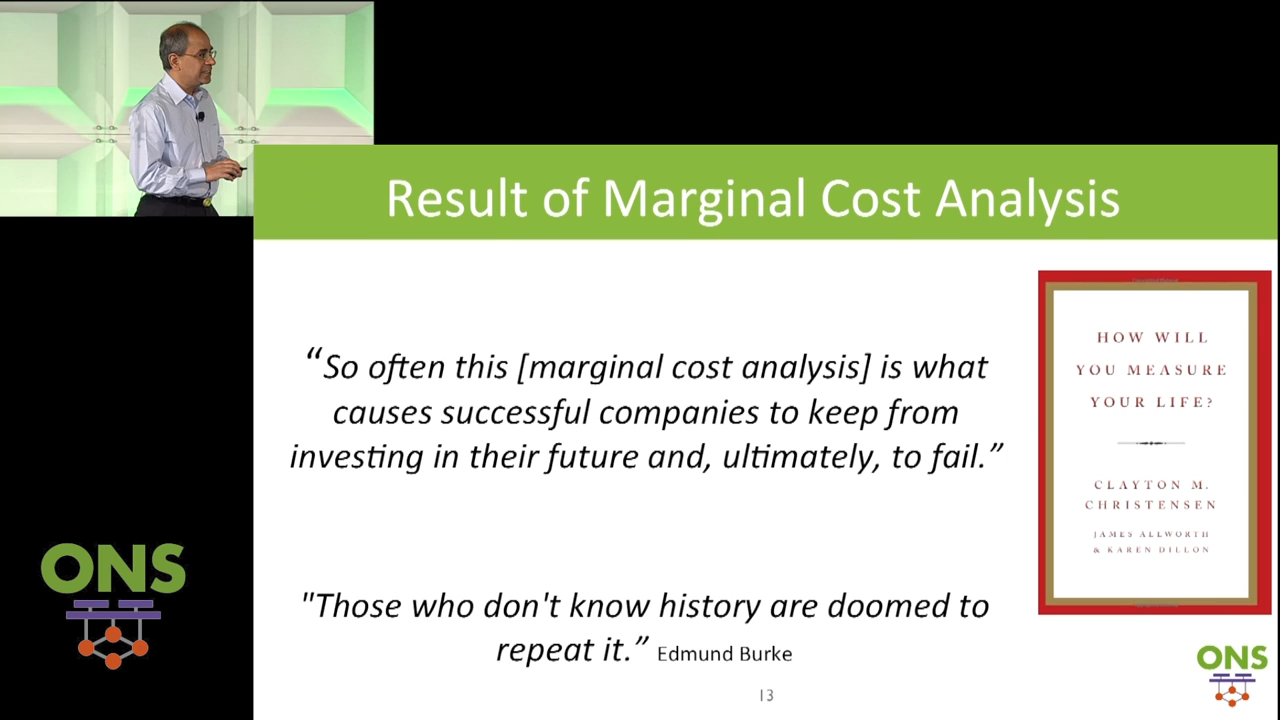 Result of Marginal Cost Analysis
“So often this [marginal cost analysis] is what
causes successful companies to keep from
investing in their future and, ultimately, to fail.”
HOW WILL
YOU MEASURE
YOUR LIFE?
CLAYTON M.
CHRISTENSEN
JAMES ALLWORTH
& KAREN DILLON
"Those who don't know history are doomed to
repeat it.” Edmund Burke
13
ONS
ONS